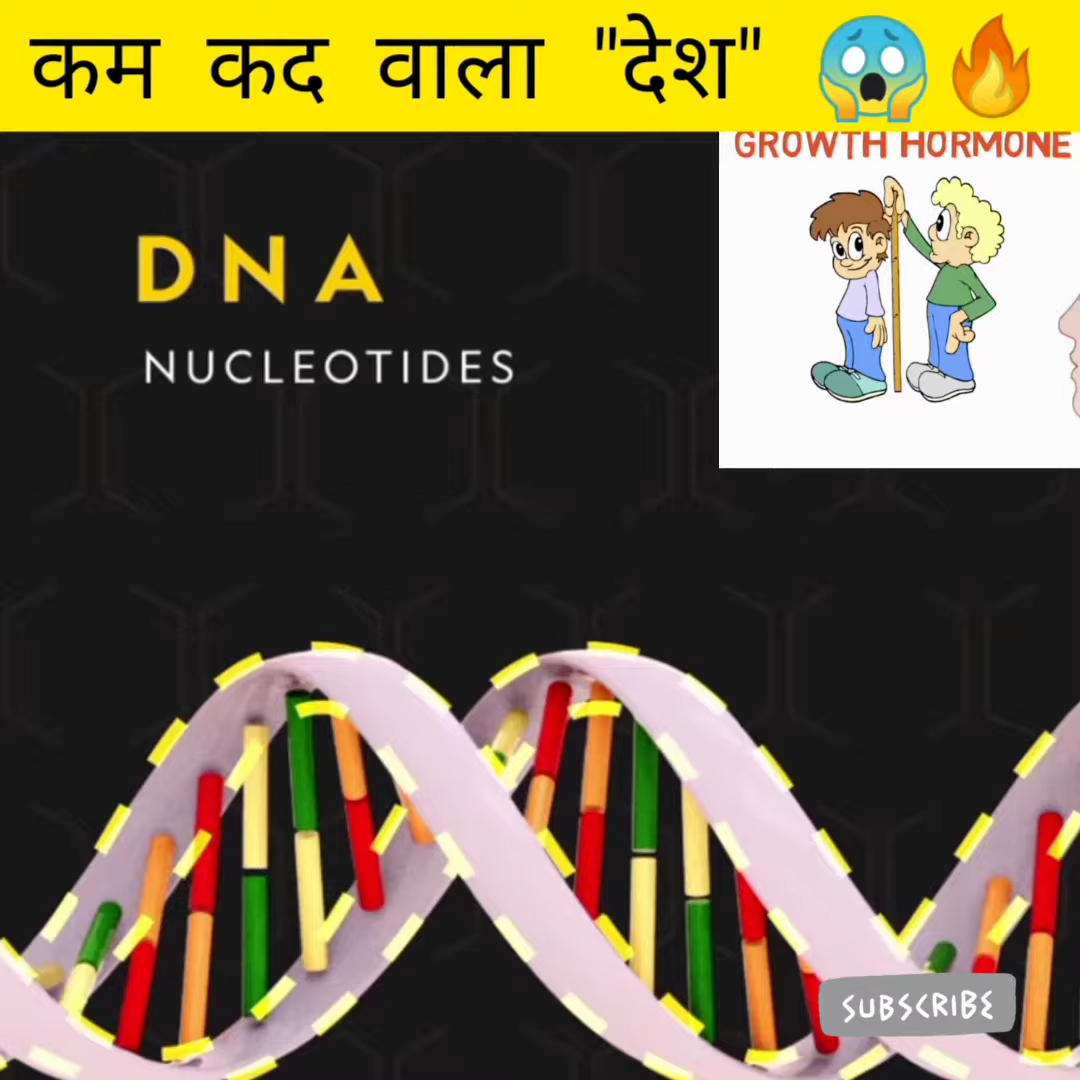 कम कद वाला "देश" 😱🔥
GROWTH HORMONE
DNA
NUCLEOTIDES
SUBSCRIBE